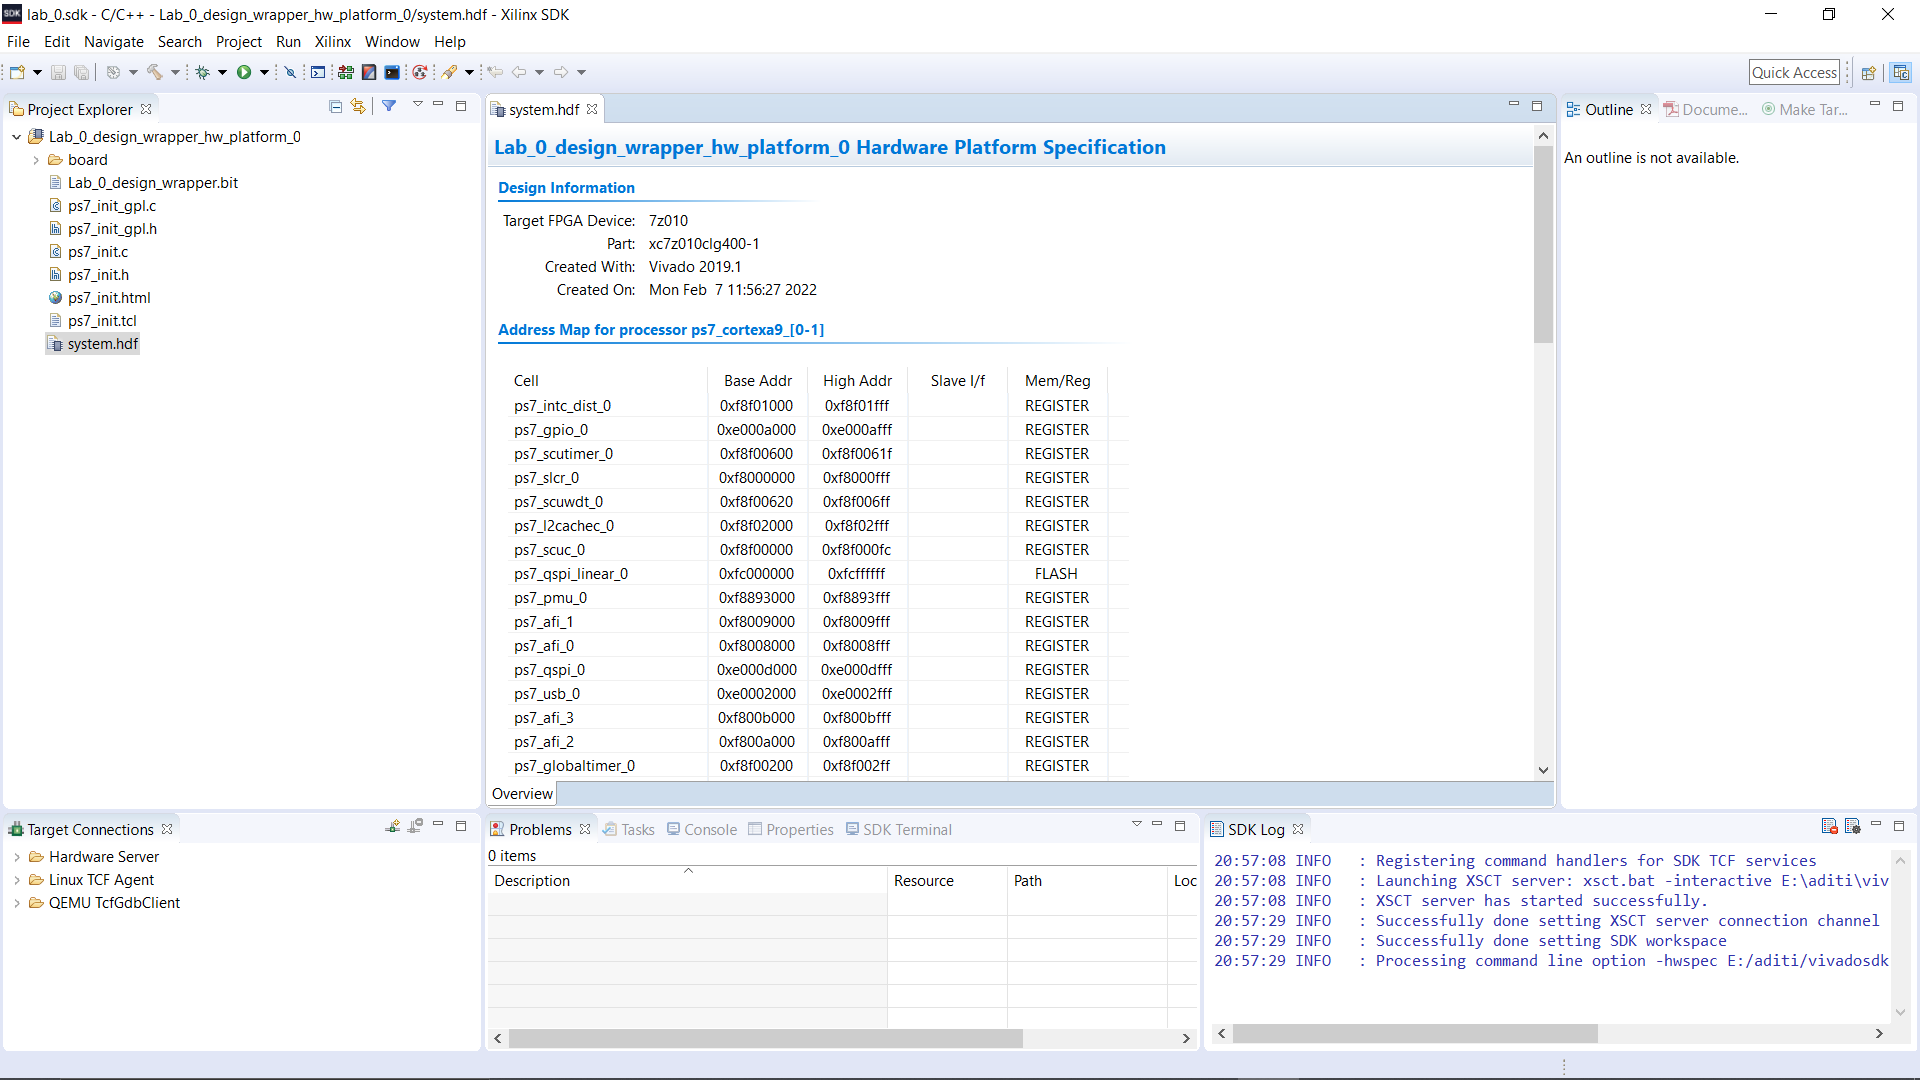 SDK lab_0.sdk - C/C++ - Lab_0_design_wrapper_hw_platform_0/system.hdf - Xilinx SDK
File Edit Navigate Search Project Run Xilinx Window Help
Quick Access
Project Explorer
Lab_0_design_wrapper_hw_platform_0
board
Lab_0_design_wrapper.bit
ps7_init_gpl.c
ps7_init_gpl.h
ps7_init.c
ps7_init.h
ps7_init.html
ps7_init.tcl
system.hdf
system.hdf
Lab_0_design_wrapper_hw_platform_0 Hardware Platform Specification
Design Information
Target FPGA Device: 7z010
Part: xc7z010clg400-1
Created With: Vivado 2019.1
Created On: Mon Feb 7 11:56:27 2022
Address Map for processor ps7_cortexa9_[0-1]
Cell Base Addr High Addr Slave I/f Mem/Reg
ps7_intc_dist_0 0xf8f01000 0xf8f01fff REGISTER
ps7_gpio_0 0xe000a000 0xe000afff REGISTER
ps7_scutimer_0 0xf8f00600 0xf8f0061f REGISTER
ps7_slcr_0 0xf8000000 0xf8000fff REGISTER
ps7_scuwdt_0 0xf8f00620 0xf8f006ff REGISTER
ps7_l2cachec_0 0xf8f02000 0xf8f02fff REGISTER
ps7_scuc_0 0xf8f00000 0xf8f000fc REGISTER
ps7_qspi_linear_0 0xfc000000 0xfcffffff FLASH
ps7_pmu_0 0xf8893000 0xf8893fff REGISTER
ps7_afi_1 0xf8009000 0xf8009fff REGISTER
ps7_afi_0 0xf8008000 0xf8008fff REGISTER
ps7_qspi_0 0xe000d000 0xe000dfff REGISTER
ps7_usb_0 0xe0002000 0xe0002fff REGISTER
ps7_afi_3 0xf800b000 0xf800bfff REGISTER
ps7_afi_2 0xf800a000 0xf800afff REGISTER
ps7_globaltimer_0 0xf8f00200 0xf8f002ff REGISTER
Overview
Outline Docume... Make Tar...
An outline is not available.
Target Connections
Hardware Server
Linux TCF Agent
QEMU TcfGdbClient
Problems Tasks Console Properties SDK Terminal
0 items
Description Resource Path Loc
SDK Log
20:57:08 INFO : Registering command handlers for SDK TCF services
20:57:08 INFO : Launching XSCT server: xsct.bat -interactive E:\aditi\viv
20:57:08 INFO : XSCT server has started successfully.
20:57:29 INFO : Successfully done setting XSCT server connection channel
20:57:29 INFO : Successfully done setting SDK workspace
20:57:29 INFO : Processing command line option -hwspec E:/aditi/vivadosdk